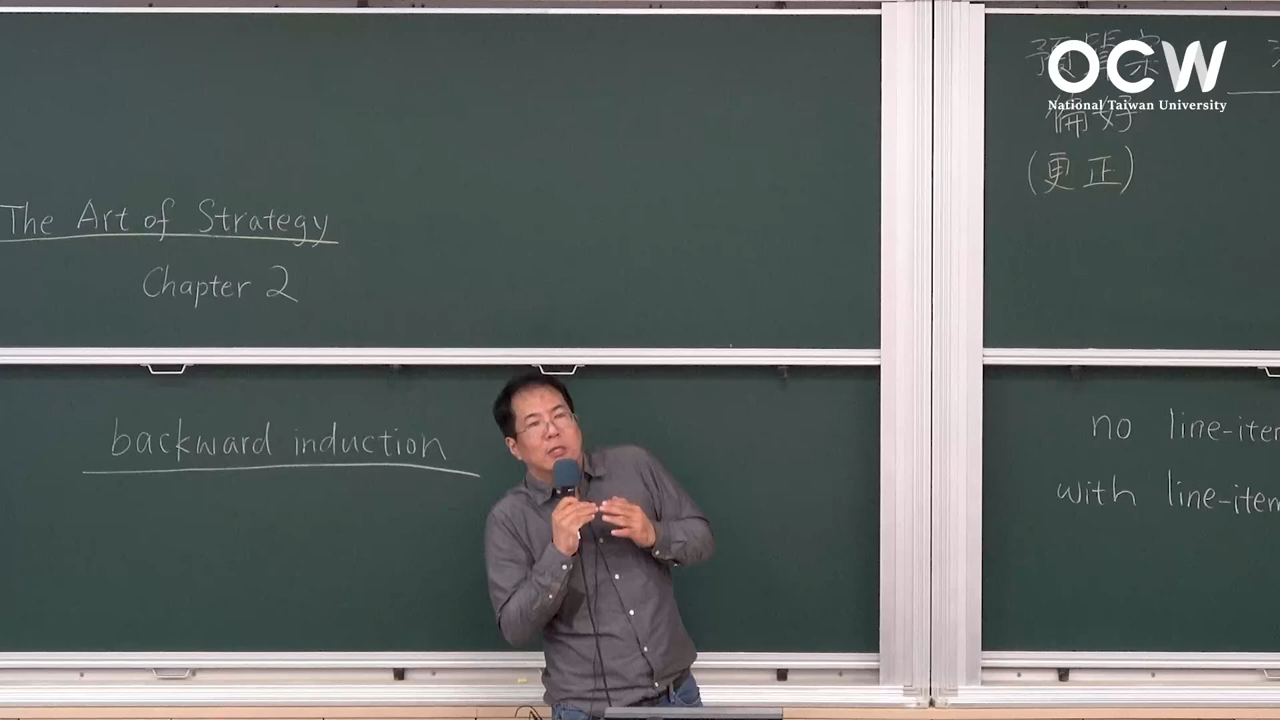 The Art of Strategy
Chapter 2
backward induction
OCW
National Taiwan University
偏好
(更正)
no line-item
with line-item